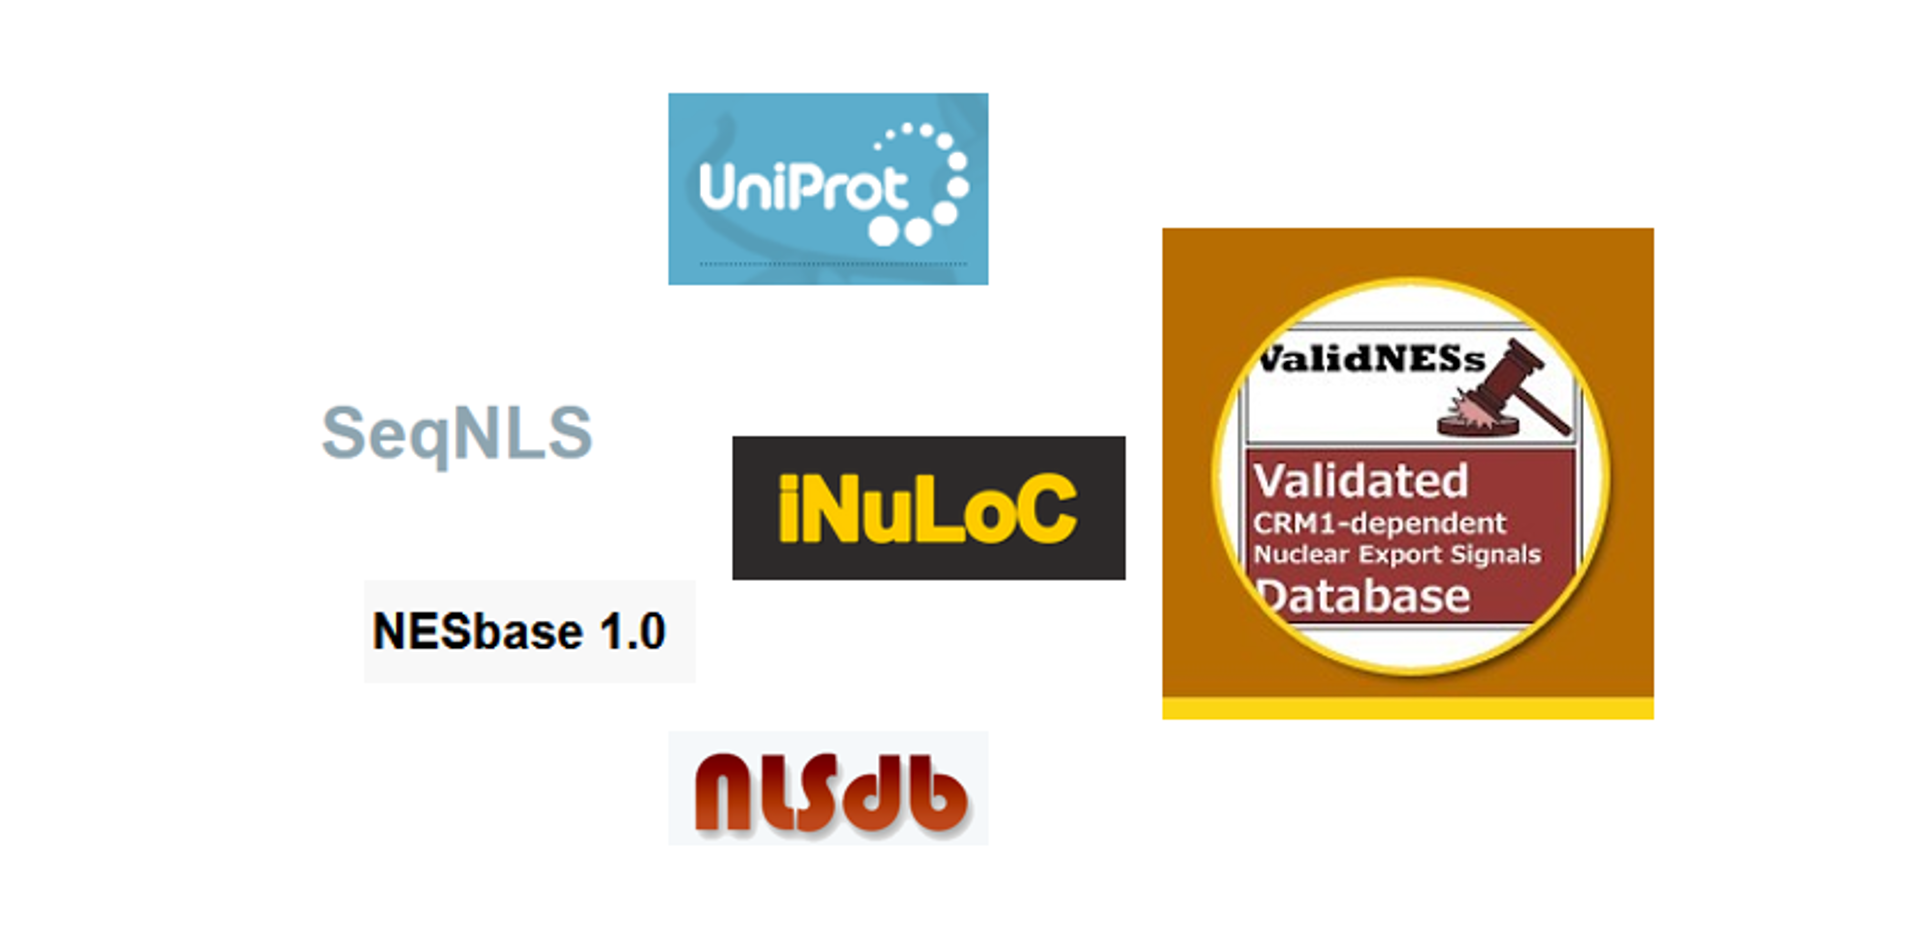 UniProt
SeqNLS
iNuLoC
NESbase 1.0
NLSdb
ValidNESs
Validated
CRM1-dependent
Nuclear Export Signals
Database